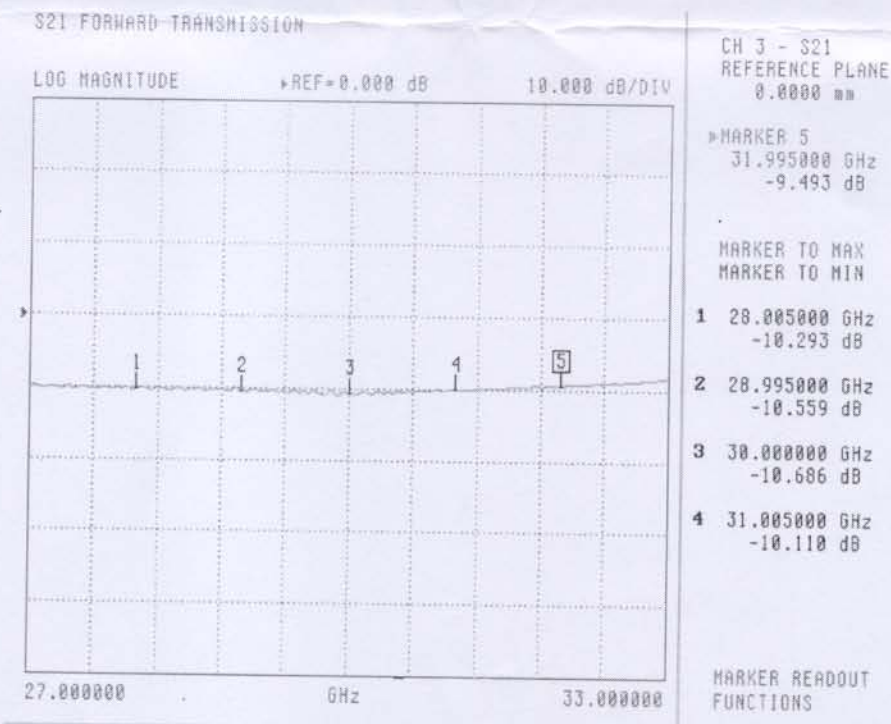 S21 FORWARD TRANSMISSION
LOG MAGNITUDE ▸REF=0.000 dB 10.000 dB/DIV
1 2 3 4 5
27.000000 GHz 33.000000
CH 3 - S21
REFERENCE PLANE
0.0000 mm
▸MARKER 5
31.995000 GHz
-9.493 dB
MARKER TO MAX
MARKER TO MIN
1 28.005000 GHz
-10.293 dB
2 28.995000 GHz
-10.559 dB
3 30.000000 GHz
-10.686 dB
4 31.005000 GHz
-10.110 dB
MARKER READOUT
FUNCTIONS